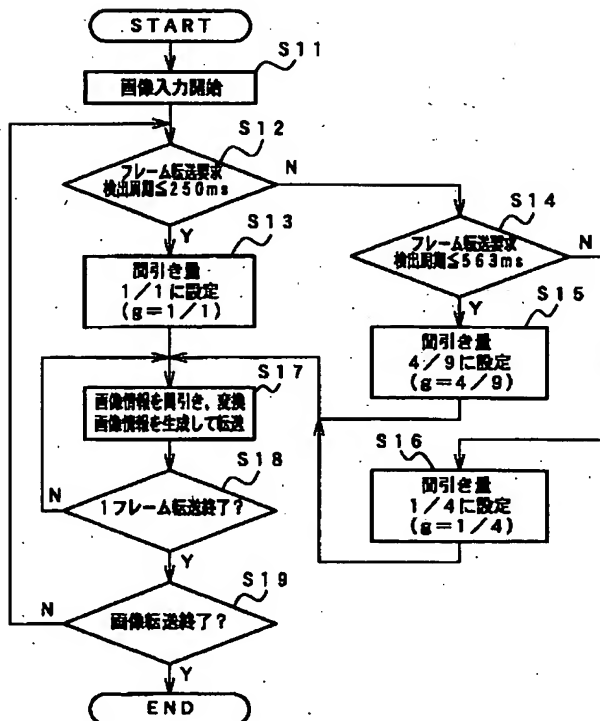 START
S11
画像入力開始
S12
フレーム転送要求
検出周期≦250ms
N
Y
S13
間引き量
1/1に設定
(g=1/1)
S14
フレーム転送要求
検出周期≦563ms
N
Y
S15
間引き量
4/9に設定
(g=4/9)
S16
間引き量
1/4に設定
(g=1/4)
S17
画像情報を間引き，変換
画像情報を生成して転送
S18
1フレーム転送終了？
N
Y
S19
画像転送終了？
N
Y
END